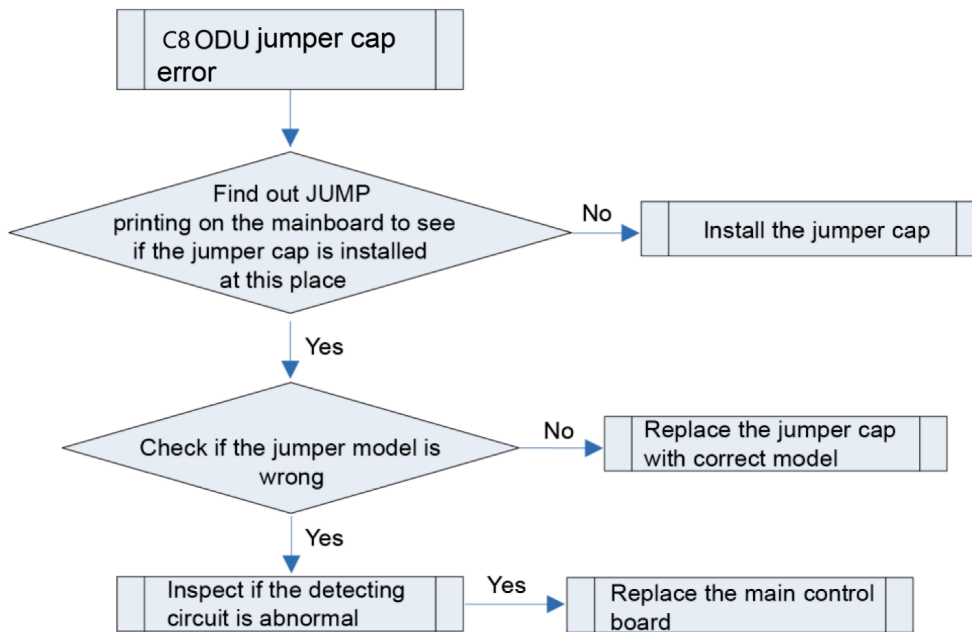 C8 ODU jumper cap
error
Find out JUMP
printing on the mainboard to see
if the jumper cap is installed
at this place
No
Install the jumper cap
Yes
Check if the jumper model is
wrong
No
Replace the jumper cap
with correct model
Yes
Inspect if the detecting
circuit is abnormal
Yes
Replace the main control
board